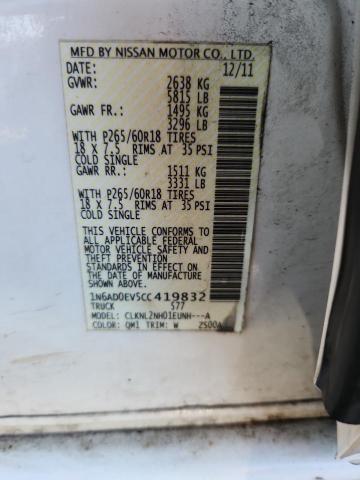 MFD BY NISSAN MOTOR CO., LTD.
DATE: 12/11
GVWR: 2638 KG
5815 LB
GAWR FR.: 1495 KG
3296 LB
WITH P265/60R18 TIRES
18 X 7.5 RIMS AT 35 PSI
COLD SINGLE
GAWR RR.: 1511 KG
3331 LB
WITH P265/60R18 TIRES
18 X 7.5 RIMS AT 35 PSI
COLD SINGLE
THIS VEHICLE CONFORMS TO
ALL APPLICABLE FEDERAL
MOTOR VEHICLE SAFETY AND
THEFT PREVENTION
STANDARDS IN EFFECT ON
THE DATE OF MANUFACTURE
SHOWN ABOVE.
1N6AD0EV5CC419832
TRUCK S77
MODEL: CLKNL2NH01EUNH---A
COLOR: QM1 TRIM: W 2500A